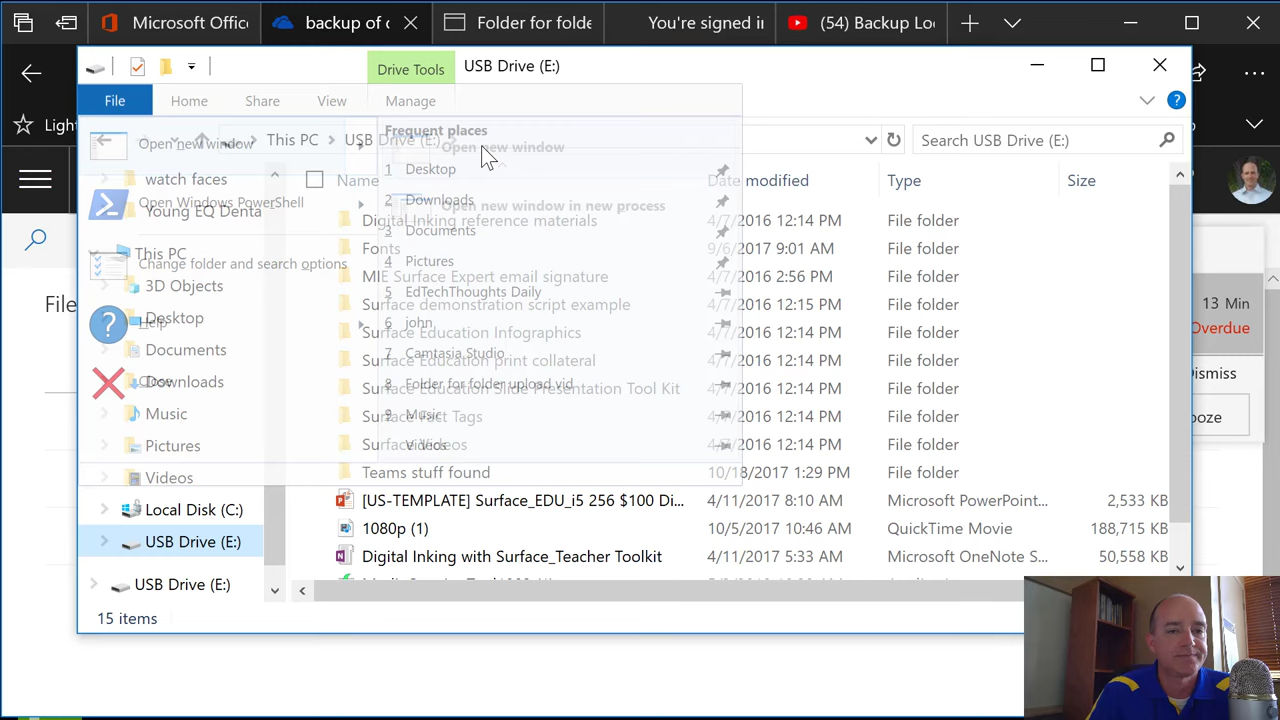 Microsoft Office
backup of c
Folder for folde
You're signed i
(54) Backup Lo
Drive Tools
USB Drive (E:)
File
Home
Share
View
Manage
Light
This PC
USB Drive (E:)
Search USB Drive (E:)
Frequent places
Open new window
Open new window
1 Desktop
watch faces
Name
Date modified
Type
Size
Open Windows PowerShell
2 Downloads
Open new window in new process
Young EQ Denta
Digital Inking reference materials
4/7/2016 12:14 PM
File folder
3 Documents
This PC
Fonts
9/6/2017 9:01 AM
File folder
Change folder and search options
4 Pictures
3D Objects
MIE Surface Expert email signature
4/7/2016 2:56 PM
File folder
5 EdTechThoughts Daily
File
Surface demonstration script example
4/7/2016 12:15 PM
File folder
13 Min
Overdue
Help
Desktop
6 john
Surface Education Infographics
4/7/2016 12:14 PM
File folder
Documents
7 Camtasia Studio
Surface Education print collateral
4/7/2016 12:14 PM
File folder
Dismiss
Close
Downloads
8 Folder for folder upload vid
Surface Education Slide Presentation Tool Kit
4/7/2016 12:14 PM
File folder
Music
9 Music
Surface Fact Tags
4/7/2016 12:14 PM
File folder
ooze
Pictures
Videos
Surface Videos
4/7/2016 12:14 PM
File folder
Videos
Teams stuff found
10/18/2017 1:29 PM
File folder
Local Disk (C:)
[US-TEMPLATE] Surface_EDU_i5 256 $100 Di...
4/11/2017 8:10 AM
Microsoft PowerPoint...
2,533 KB
USB Drive (E:)
1080p (1)
10/5/2017 10:46 AM
QuickTime Movie
188,715 KB
Digital Inking with Surface_Teacher Toolkit
4/11/2017 5:33 AM
Microsoft OneNote S...
50,558 KB
USB Drive (E:)
15 items